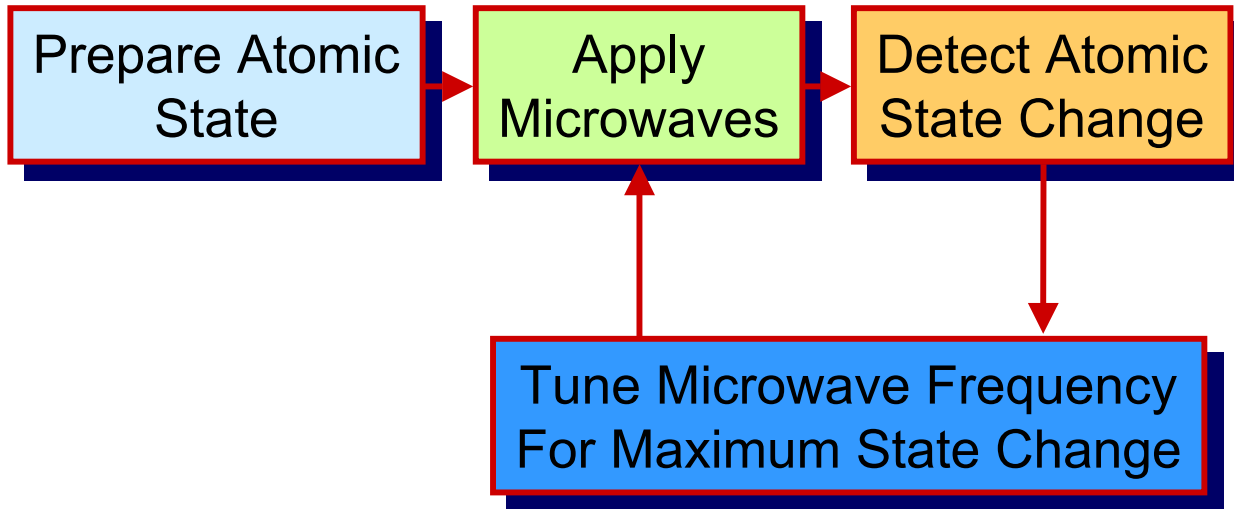 Prepare Atomic
State
Apply
Microwaves
Detect Atomic
State Change
Tune Microwave Frequency
For Maximum State Change